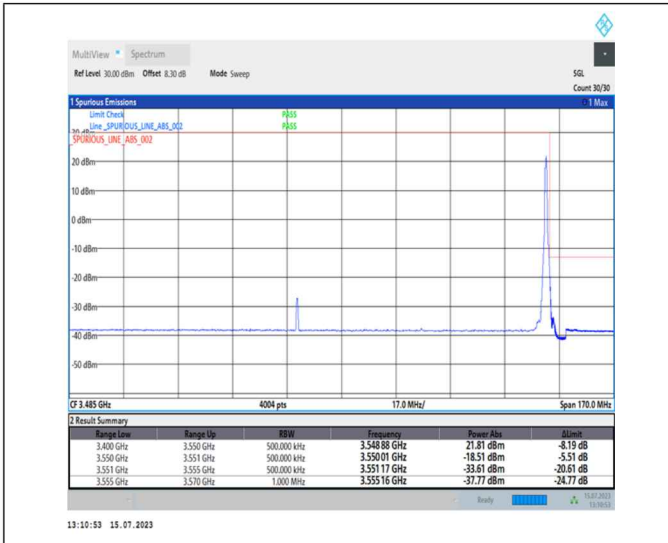 MultiView Spectrum
Ref Level 30.00 dBm Offset 8.30 dB Mode Sweep SGL
Count 30/30
1 Spurious Emissions 1 Max
Limit Check PASS
Line _SPURIOUS_LINE_ABS_002 PASS
30 dBm
SPURIOUS_LINE_ABS_002
20 dBm
10 dBm
0 dBm
-10 dBm
-20 dBm
-30 dBm
-40 dBm
-50 dBm
CF 3.485 GHz 4004 pts 17.0 MHz/ Span 170.0 MHz
2 Result Summary
Range Low Range Up RBW Frequency Power Abs ΔLimit
3.400 GHz 3.550 GHz 500.000 kHz 3.54888 GHz 21.81 dBm -8.19 dB
3.550 GHz 3.551 GHz 500.000 kHz 3.55001 GHz -18.51 dBm -5.51 dB
3.551 GHz 3.555 GHz 500.000 kHz 3.55117 GHz -33.61 dBm -20.61 dB
3.555 GHz 3.570 GHz 1.000 MHz 3.55516 GHz -37.77 dBm -24.77 dB
Ready 15.07.2023
13:10:53
13:10:53 15.07.2023